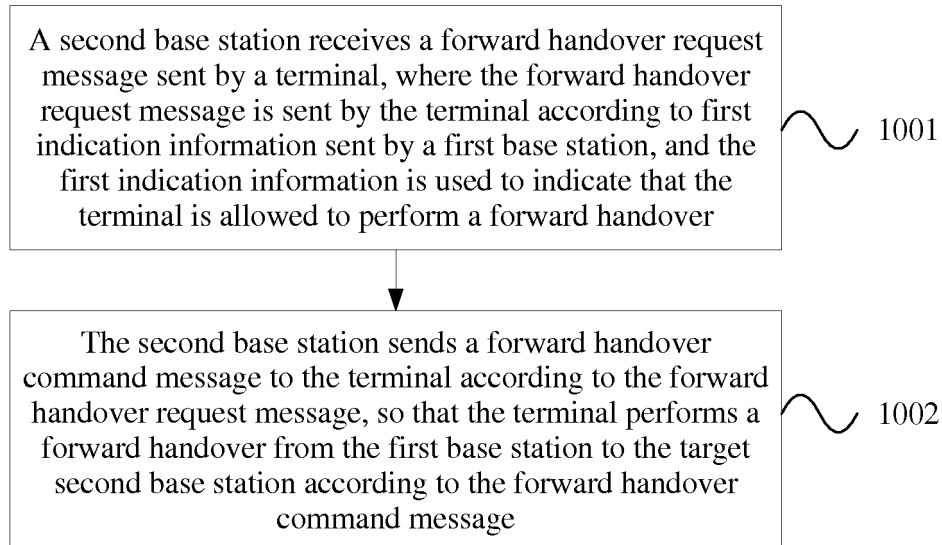 A second base station receives a forward handover request
message sent by a terminal, where the forward handover
request message is sent by the terminal according to first
indication information sent by a first base station, and the
first indication information is used to indicate that the
terminal is allowed to perform a forward handover
1001
The second base station sends a forward handover
command message to the terminal according to the forward
handover request message, so that the terminal performs a
forward handover from the first base station to the target
second base station according to the forward handover
command message
1002